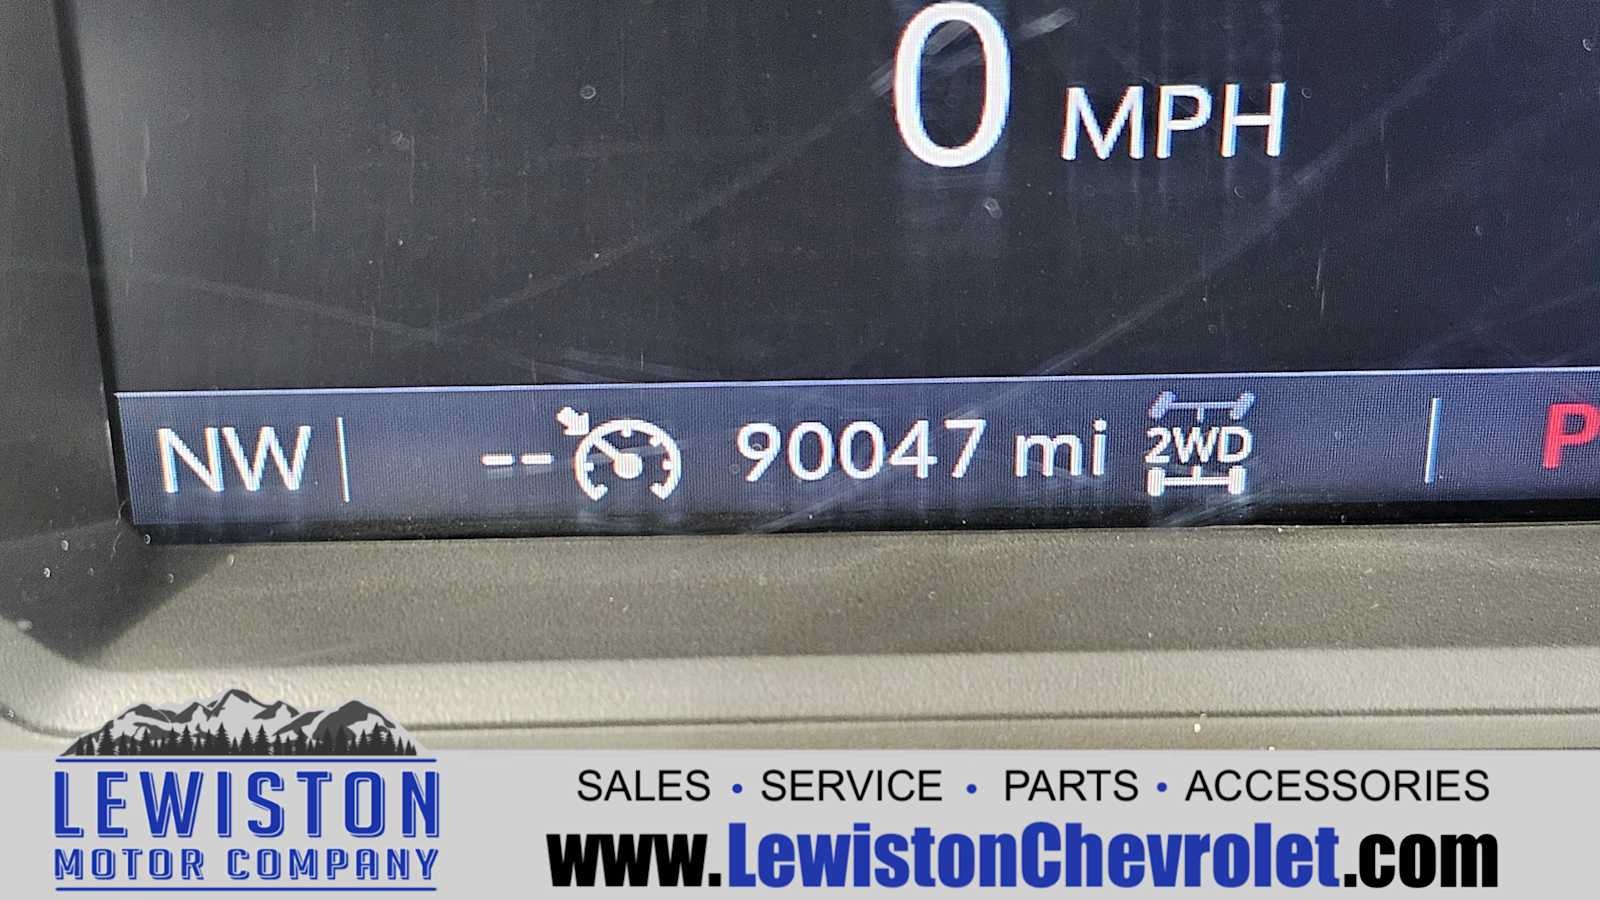 0 MPH
NW -- 90047 mi 2WD P
LEWISTON
MOTOR COMPANY
SALES • SERVICE • PARTS • ACCESSORIES
www.LewistonChevrolet.com